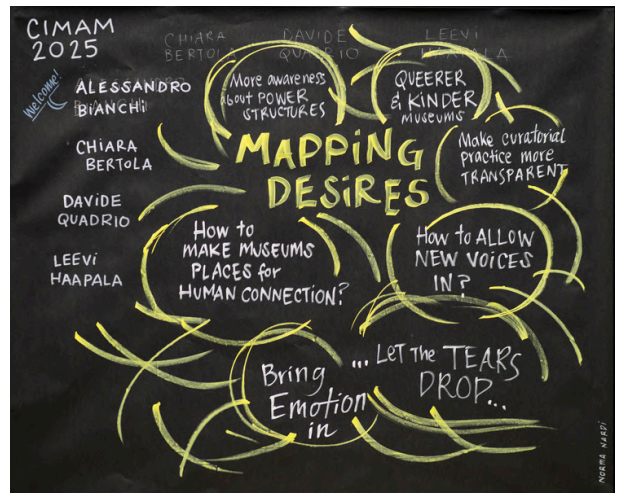 CIMAM
2025
CHIARA
BERTOLA
DAVIDE
QUADRIO
LEEVI
HAAPALA
Welcome!
ALESSANDRO
BIANCHi
CHIARA
BERTOLA
DAVIDE
QUADRIO
LEEVI
HAAPALA
More awareness
about POWER
STRUCTURES
QUEERER
& KiNDER
MUSEUMS
Make curatorial
practice more
TRANSPARENT
MAPPiNG
DESiRES
How to
MAKE MUSEUMS
PLACES for
HUMAN CONNECTION?
How to ALLOW
NEW VOICES
IN?
Bring
Emotion
in
... LET THE TEARS
DROP...
NORMA NARDi